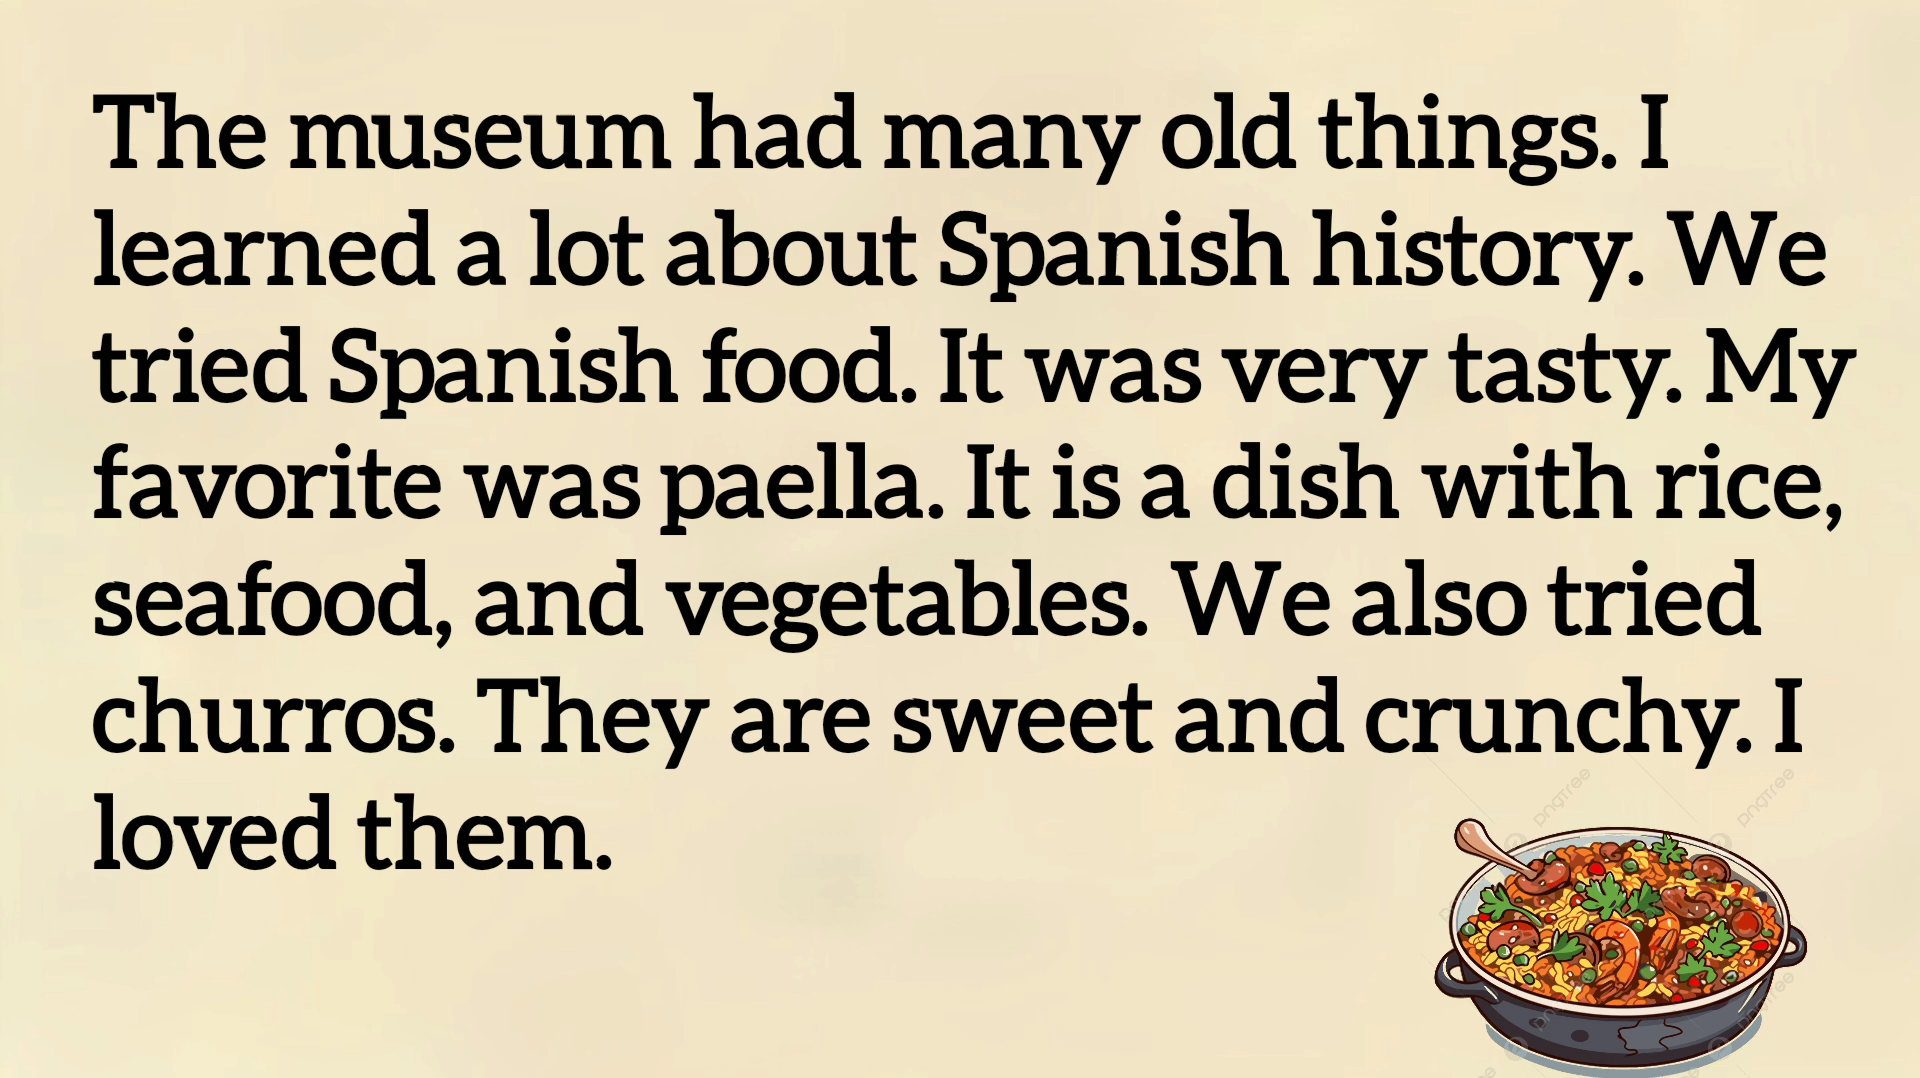 The museum had many old things. I
learned a lot about Spanish history. We
tried Spanish food. It was very tasty. My
favorite was paella. It is a dish with rice,
seafood, and vegetables. We also tried
churros. They are sweet and crunchy. I
loved them.
pngtree
pngtree